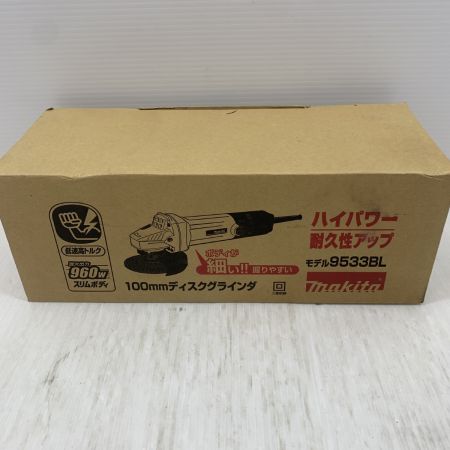 低速高トルク
最大出力
960W
スリムボディ
ボディが
細い!! 握りやすい
100mmディスクグラインダ
ハイパワー
耐久性アップ
モデル9533BL
makita